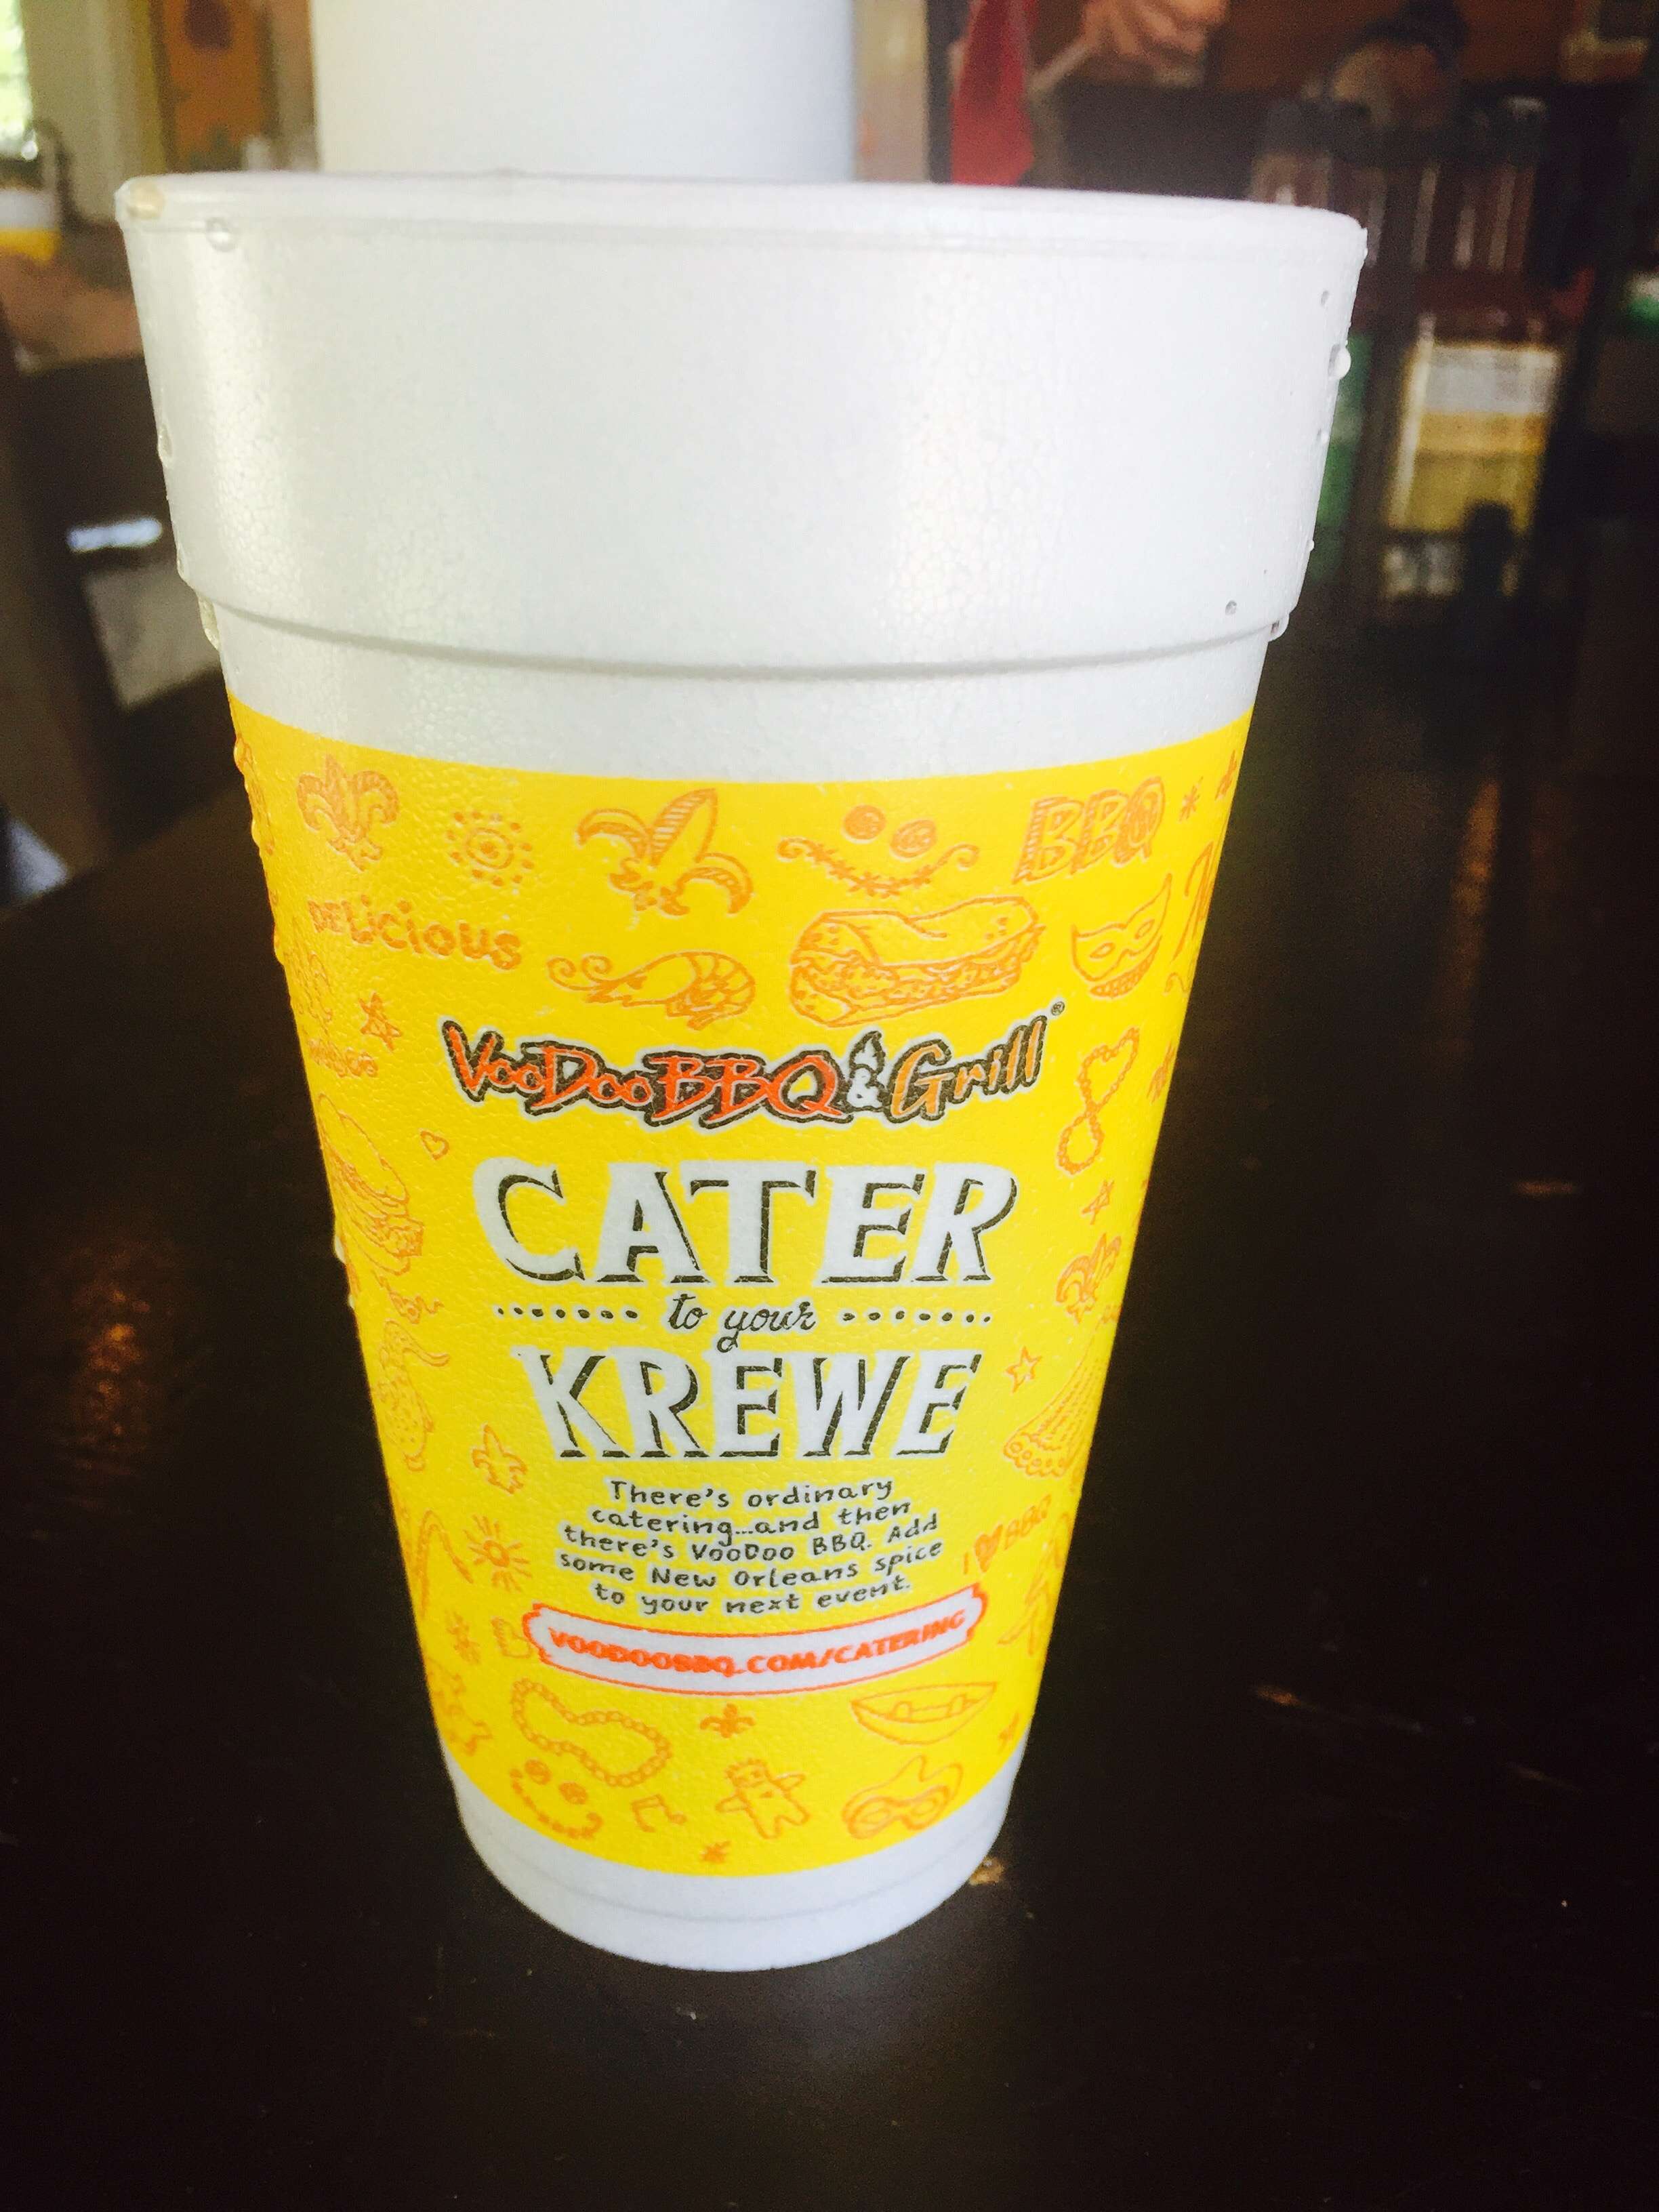 BBQ
DELICIOUS
VOODOO BBQ & Grill®
CATER
to your
KREWE
There's ordinary
catering...and then
there's VooDoo BBQ. Add
some New Orleans spice
to your next event.
I BBQ
VOODOOBBQ.COM/CATERING